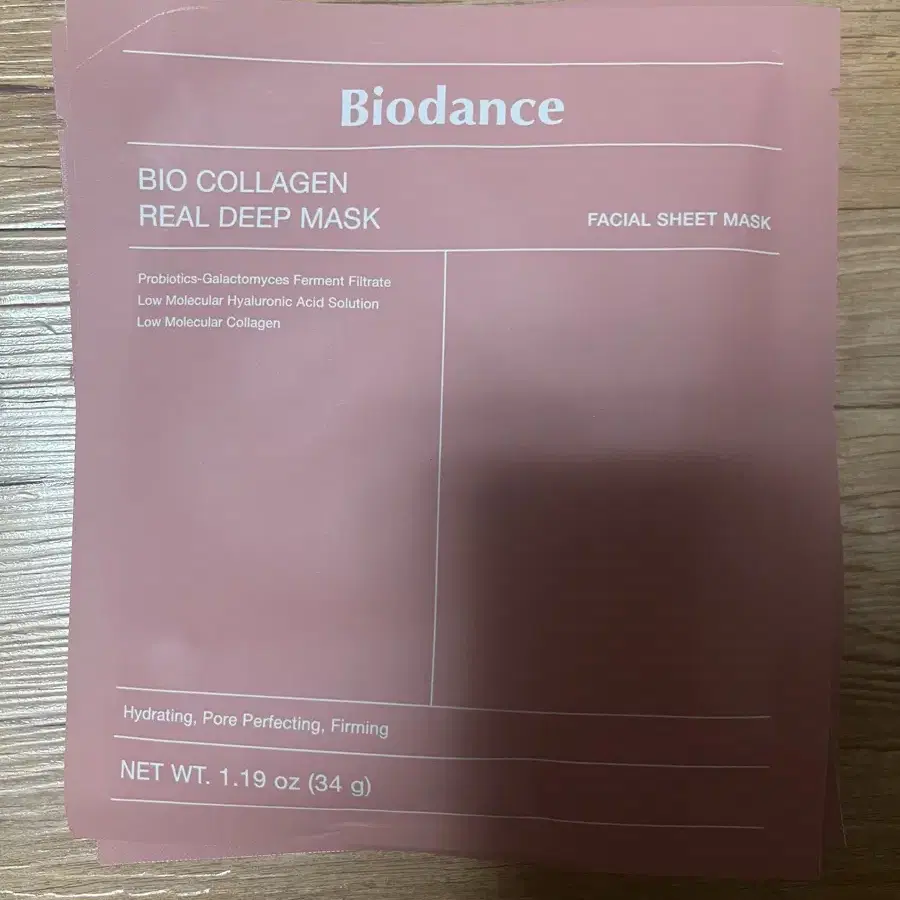 Biodance
BIO COLLAGEN
REAL DEEP MASK
FACIAL SHEET MASK
Probiotics-Galactomyces Ferment Filtrate
Low Molecular Hyaluronic Acid Solution
Low Molecular Collagen
Hydrating, Pore Perfecting, Firming
NET WT. 1.19 oz (34 g)